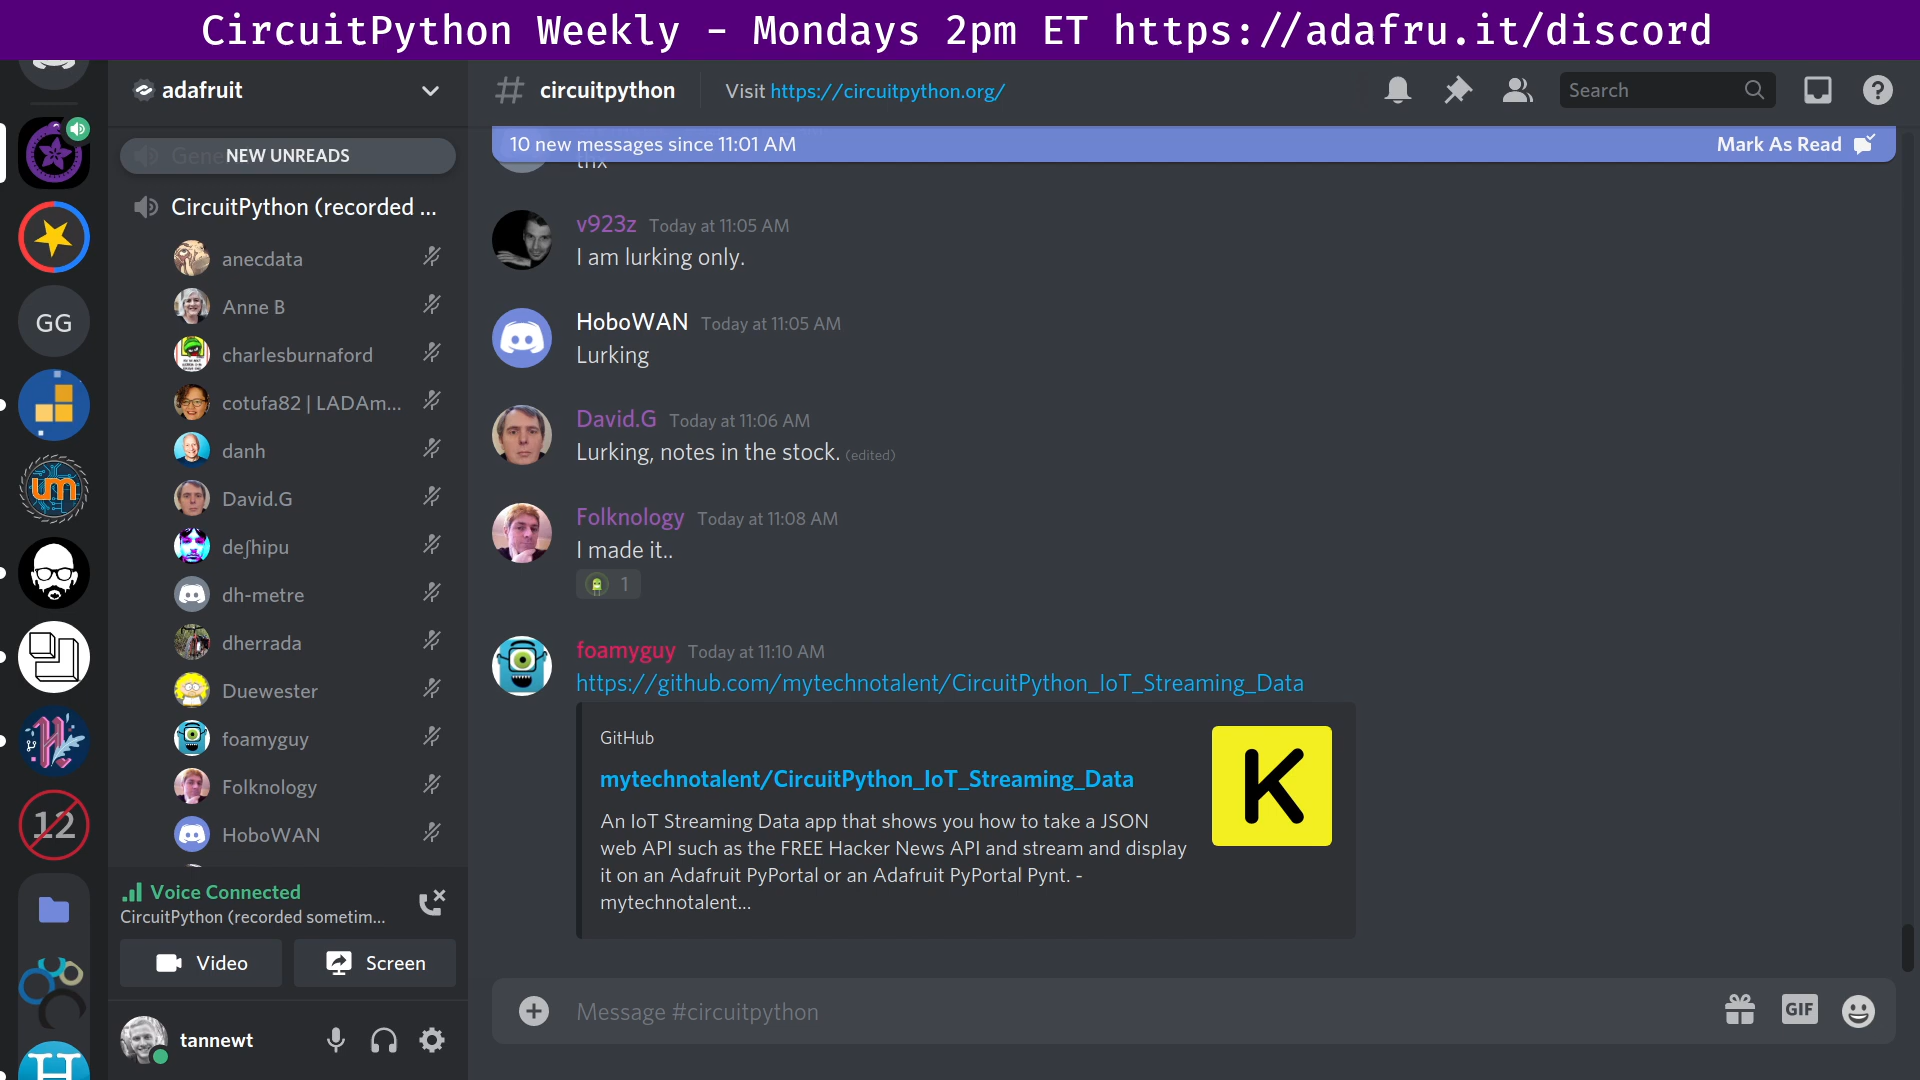 CircuitPython Weekly - Mondays 2pm ET https://adafru.it/discord
adafruit
circuitpython
Visit https://circuitpython.org/
Search
NEW UNREADS
10 new messages since 11:01 AM
Mark As Read
thx
CircuitPython (recorded ...
anecdata
Anne B
charlesburnaford
cotufa82 | LADAm...
danh
David.G
deʃhipu
dh-metre
dherrada
Duewester
foamyguy
Folknology
HoboWAN
GG
um
12
H
v923z Today at 11:05 AM
I am lurking only.
HoboWAN Today at 11:05 AM
Lurking
David.G Today at 11:06 AM
Lurking, notes in the stock. (edited)
Folknology Today at 11:08 AM
I made it..
1
foamyguy Today at 11:10 AM
https://github.com/mytechnotalent/CircuitPython_IoT_Streaming_Data
GitHub
mytechnotalent/CircuitPython_IoT_Streaming_Data
An IoT Streaming Data app that shows you how to take a JSON
web API such as the FREE Hacker News API and stream and display
it on an Adafruit PyPortal or an Adafruit PyPortal Pynt. -
mytechnotalent...
K
Voice Connected
CircuitPython (recorded sometim...
Video
Screen
tannewt
Message #circuitpython
GIF